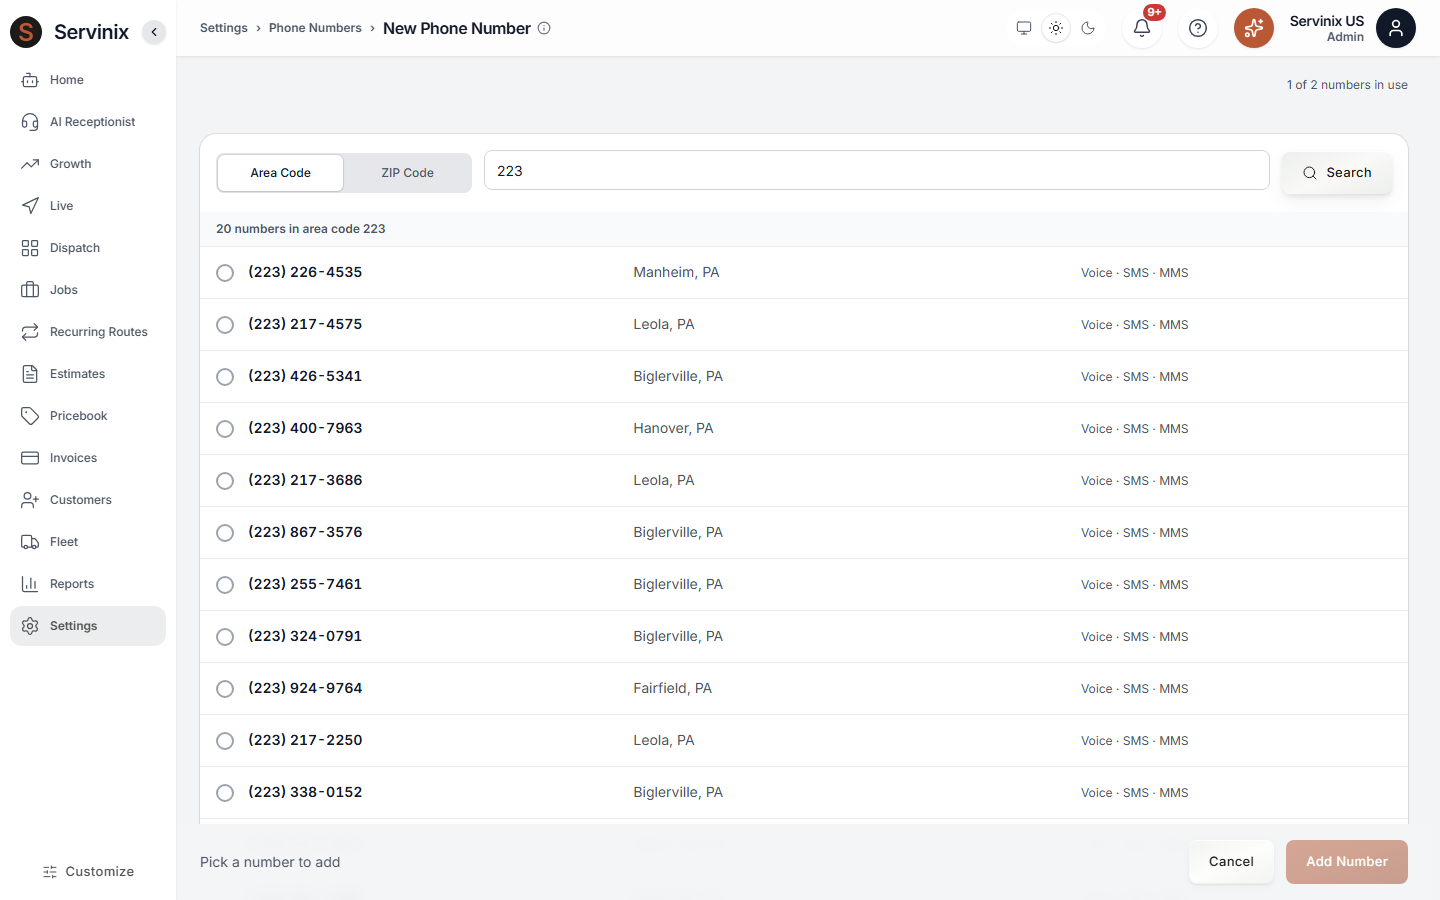 S Servinix
Home
AI Receptionist
Growth
Live
Dispatch
Jobs
Recurring Routes
Estimates
Pricebook
Invoices
Customers
Fleet
Reports
Settings
Customize
Settings › Phone Numbers › New Phone Number
9+
Servinix US
Admin
1 of 2 numbers in use
Area Code ZIP Code 223 Search
20 numbers in area code 223
(223) 226-4535 Manheim, PA Voice · SMS · MMS
(223) 217-4575 Leola, PA Voice · SMS · MMS
(223) 426-5341 Biglerville, PA Voice · SMS · MMS
(223) 400-7963 Hanover, PA Voice · SMS · MMS
(223) 217-3686 Leola, PA Voice · SMS · MMS
(223) 867-3576 Biglerville, PA Voice · SMS · MMS
(223) 255-7461 Biglerville, PA Voice · SMS · MMS
(223) 324-0791 Biglerville, PA Voice · SMS · MMS
(223) 924-9764 Fairfield, PA Voice · SMS · MMS
(223) 217-2250 Leola, PA Voice · SMS · MMS
(223) 338-0152 Biglerville, PA Voice · SMS · MMS
Pick a number to add Cancel Add Number